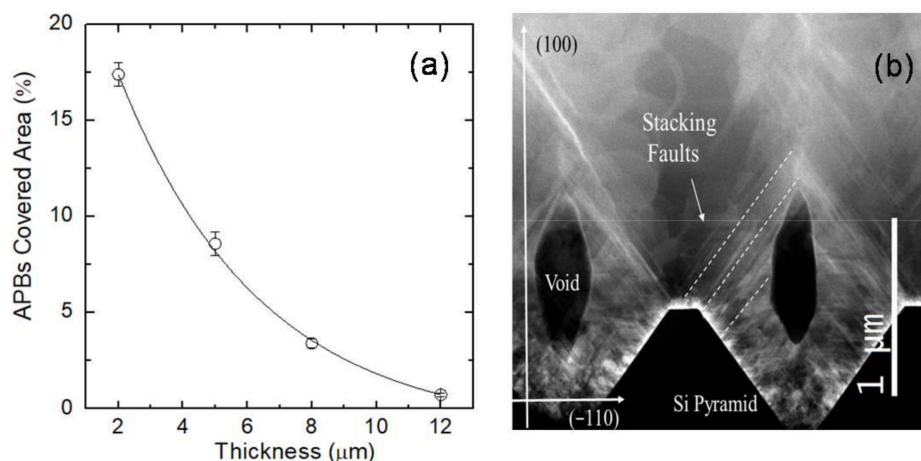 20
15
10
5
0
APBs Covered Area (%)
(a)
2 4 6 8 10 12
Thickness (μm)
(100)
(b)
Stacking
Faults
Void
1 μm
Si Pyramid
(−110)